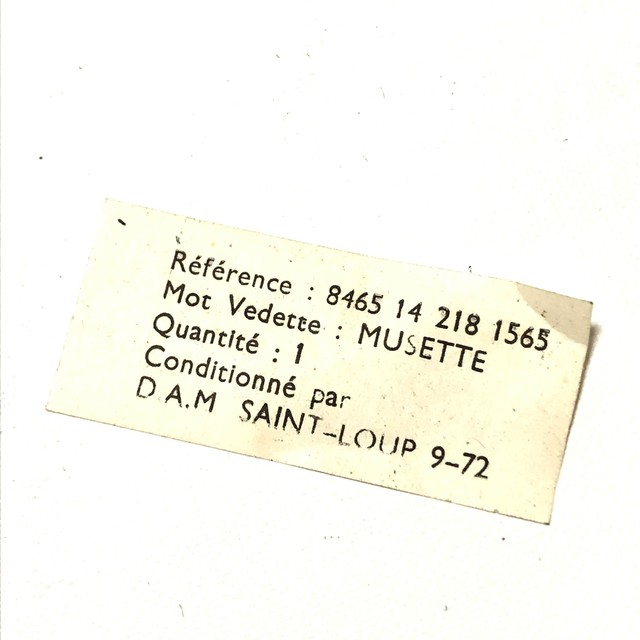 Référence : 8465 14 218 1565
Mot Vedette : MUSETTE
Quantité : 1
Conditionné par
D.A.M SAINT-LOUP 9-72